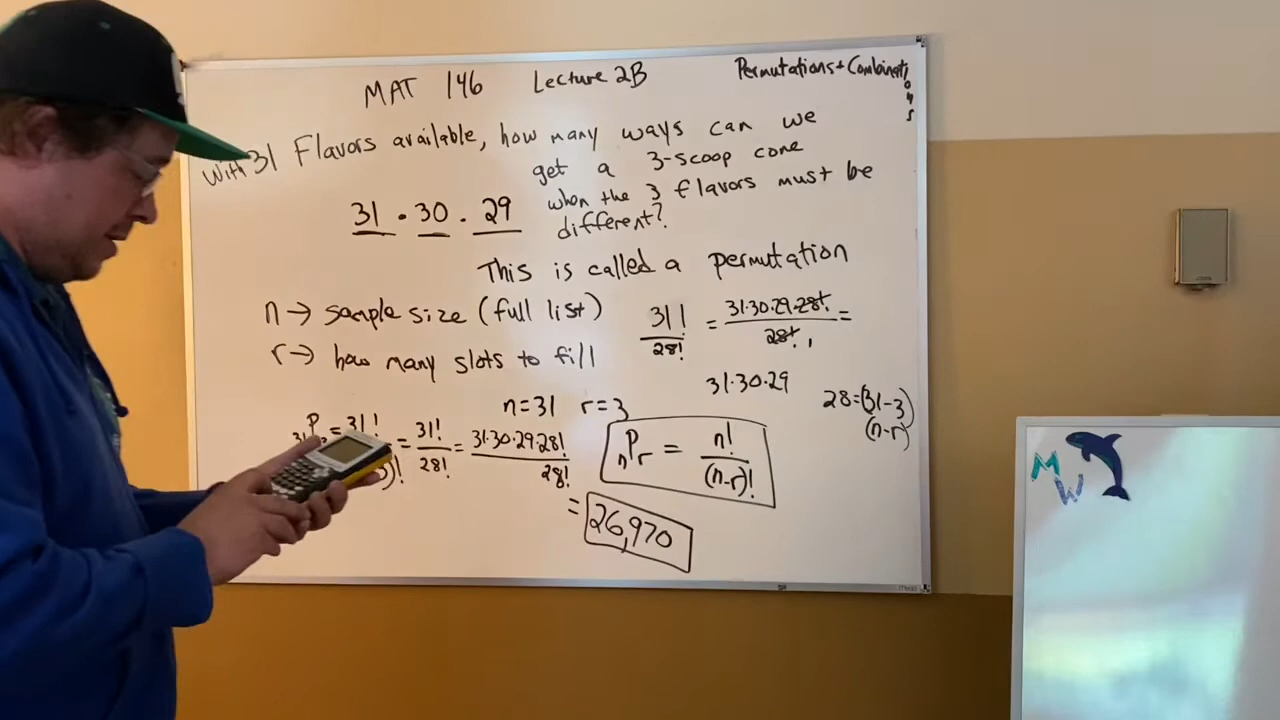 MAT 146 Lecture 2B Permutations + Combinations
With 31 Flavors available, how many ways can we
get a 3-scoop cone
when the 3 flavors must be
different?
31 · 30 · 29
This is called a permutation
n → sample size (full list)
r → how many slots to fill
31!/28! = 31·30·29·28!/28! =
31·30·29
28=(31-3)
(n-r)
n=31 r=3
= 31!
= 31!/28! = 31·30·29·28!/28!
= 26,970
nPr = n!/(n-r)!
MW